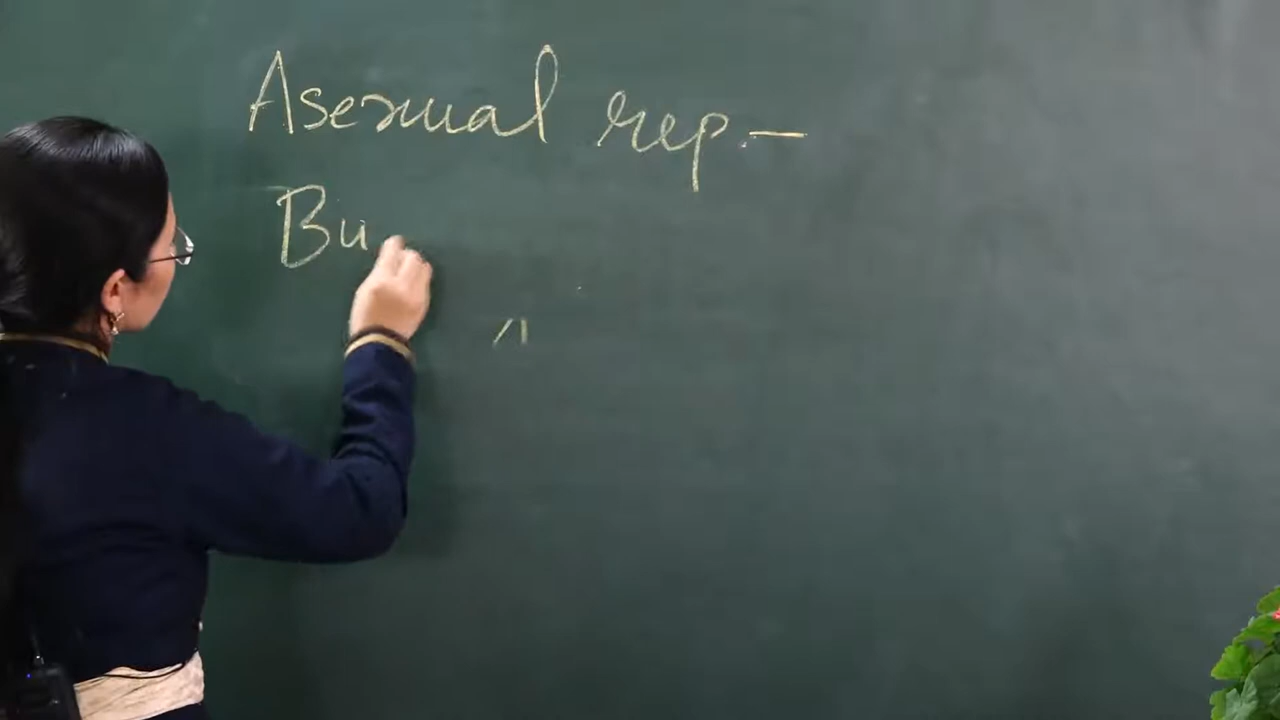 Asexual rep. —
Bu